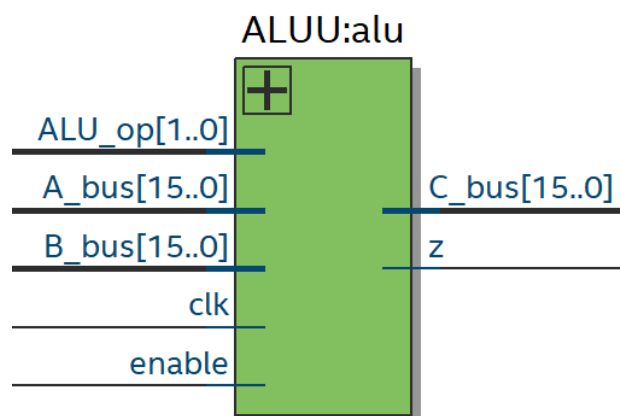 ALUU:alu
ALU_op[1..0]
A_bus[15..0]
B_bus[15..0]
clk
enable
C_bus[15..0]
z